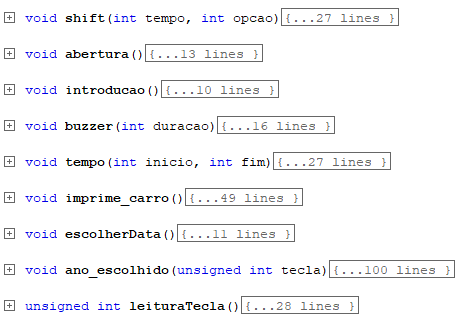 void shift(int tempo, int opcao){...27 lines }
void abertura(){...13 lines }
void introducao(){...10 lines }
void buzzer(int duracao){...16 lines }
void tempo(int inicio, int fim){...27 lines }
void imprime_carro(){...49 lines }
void escolherData(){...11 lines }
void ano_escolhido(unsigned int tecla){...100 lines }
unsigned int leituraTecla(){...28 lines }